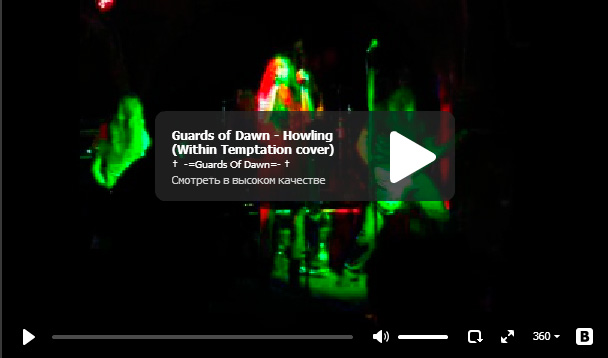 Guards of Dawn - Howling
(Within Temptation cover)
† -=Guards Of Dawn=- †
Смотреть в высоком качестве
360
B